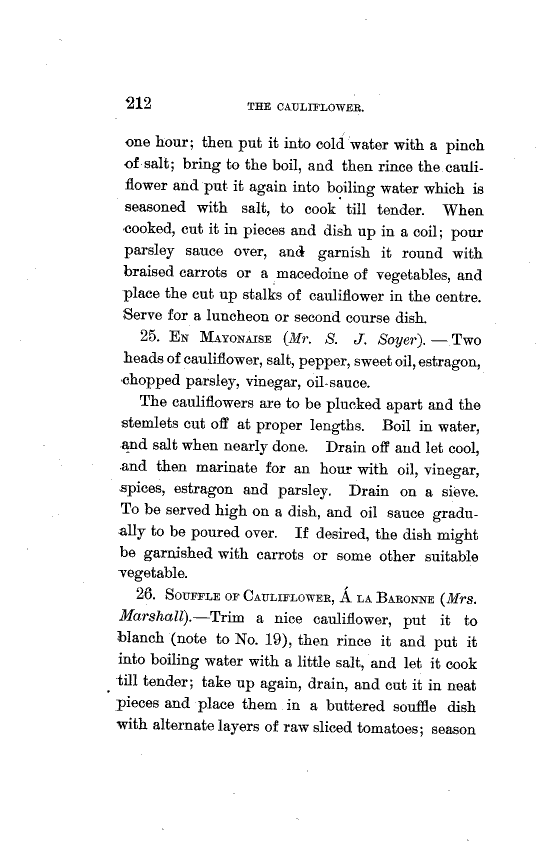 212 THE CAULIFLOWER.
one hour; then put it into cold water with a pinch
of salt; bring to the boil, and then rince the cauli-
flower and put it again into boiling water which is
seasoned with salt, to cook till tender. When
cooked, cut it in pieces and dish up in a coil; pour
parsley sauce over, and garnish it round with
braised carrots or a macedoine of vegetables, and
place the cut up stalks of cauliflower in the centre.
Serve for a luncheon or second course dish.
25. EN MAYONAISE (Mr. S. J. Soyer). — Two
heads of cauliflower, salt, pepper, sweet oil, estragon,
chopped parsley, vinegar, oil-sauce.
The cauliflowers are to be plucked apart and the
stemlets cut off at proper lengths. Boil in water,
and salt when nearly done. Drain off and let cool,
and then marinate for an hour with oil, vinegar,
spices, estragon and parsley. Drain on a sieve.
To be served high on a dish, and oil sauce gradu-
ally to be poured over. If desired, the dish might
be garnished with carrots or some other suitable
vegetable.
26. SOUFFLE OF CAULIFLOWER, Á LA BARONNE (Mrs.
Marshall).—Trim a nice cauliflower, put it to
blanch (note to No. 19), then rince it and put it
into boiling water with a little salt, and let it cook
till tender; take up again, drain, and cut it in neat
pieces and place them in a buttered souffle dish
with alternate layers of raw sliced tomatoes; season